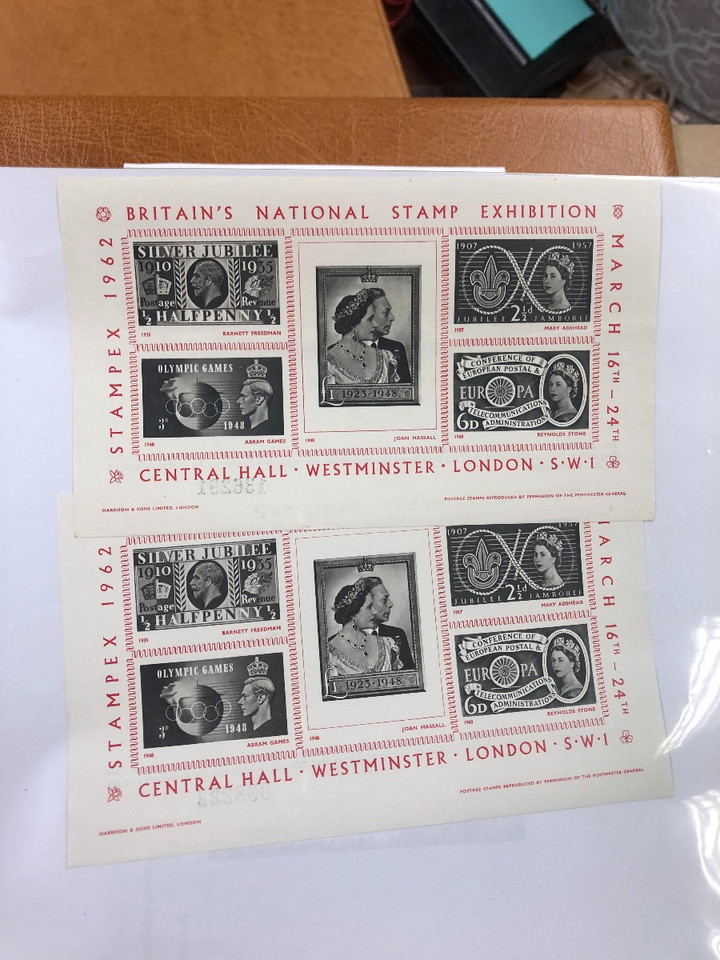 BRITAIN'S NATIONAL STAMP EXHIBITION
STAMPEX 1962
MARCH 16TH – 24TH
SILVER JUBILEE
1910 1935
Postage Revenue
½ HALFPENNY ½
1935 BARNETT FREEDMAN
OLYMPIC GAMES
3D 1948
1948 ABRAM GAMES
£1 1923-1948
1948 JOAN HASSALL
1907 1957
2½d
JUBILEE JAMBOREE
1957 MARY ADSHEAD
CONFERENCE OF
EUROPEAN POSTAL &
EUROPA
TELECOMMUNICATIONS
6D ADMINISTRATIONS
1960 REYNOLDS STONE
CENTRAL HALL · WESTMINSTER · LONDON · S·W·1
136291
HARRISON & SONS LIMITED, LONDON
POSTAGE STAMPS REPRODUCED BY PERMISSION OF THE POSTMASTER GENERAL
STAMPEX 1962
MARCH 16TH – 24TH
SILVER JUBILEE
1910 1935
Postage Revenue
½ HALFPENNY ½
1935 BARNETT FREEDMAN
OLYMPIC GAMES
3D 1948
1948 ABRAM GAMES
£1 1923-1948
1948 JOAN HASSALL
1907 1957
2½d
JUBILEE JAMBOREE
1957 MARY ADSHEAD
CONFERENCE OF
EUROPEAN POSTAL &
EUROPA
TELECOMMUNICATIONS
6D ADMINISTRATIONS
1960 REYNOLDS STONE
CENTRAL HALL · WESTMINSTER · LONDON · S·W·1
HARRISON & SONS LIMITED, LONDON
POSTAGE STAMPS REPRODUCED BY PERMISSION OF THE POSTMASTER GENERAL